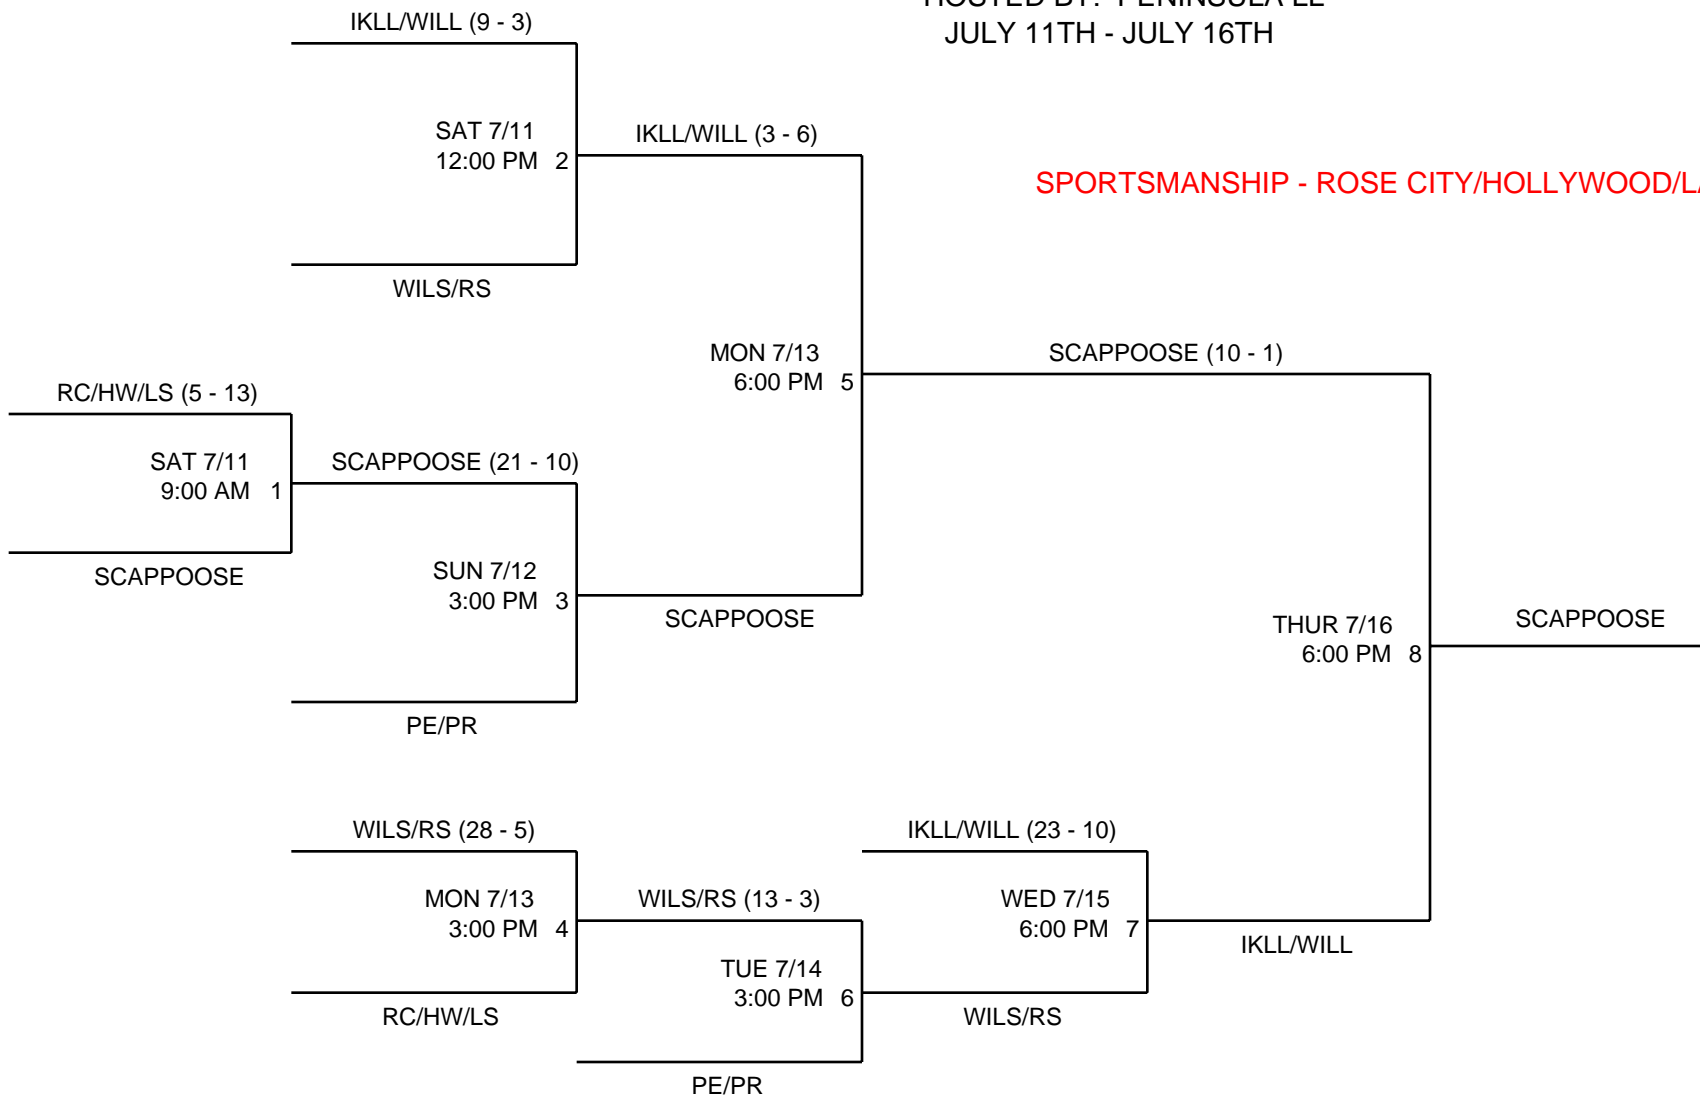 HOSTED BY: PENINSULA LL
JULY 11TH - JULY 16TH
IKLL/WILL (9 - 3)
SAT 7/11
12:00 PM 2
IKLL/WILL (3 - 6)
SPORTSMANSHIP - ROSE CITY/HOLLYWOOD/
WILS/RS
MON 7/13
6:00 PM 5
SCAPPOOSE (10 - 1)
RC/HW/LS (5 - 13)
SAT 7/11
9:00 AM 1
SCAPPOOSE (21 - 10)
SCAPPOOSE
SUN 7/12
3:00 PM 3
SCAPPOOSE
THUR 7/16
6:00 PM 8
SCAPPOOSE
PE/PR
WILS/RS (28 - 5)
IKLL/WILL (23 - 10)
MON 7/13
3:00 PM 4
WILS/RS (13 - 3)
WED 7/15
6:00 PM 7
IKLL/WILL
TUE 7/14
3:00 PM 6
RC/HW/LS
WILS/RS
PE/PR